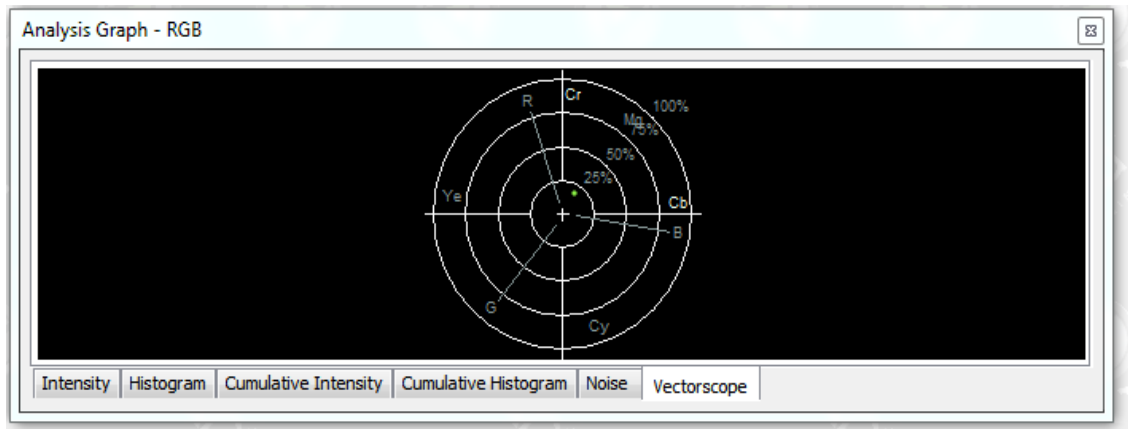 Analysis Graph - RGB
R
Cr
100%
Mg
75%
50%
25%
Ye
Cb
B
G
Cy
Intensity Histogram Cumulative Intensity Cumulative Histogram Noise Vectorscope